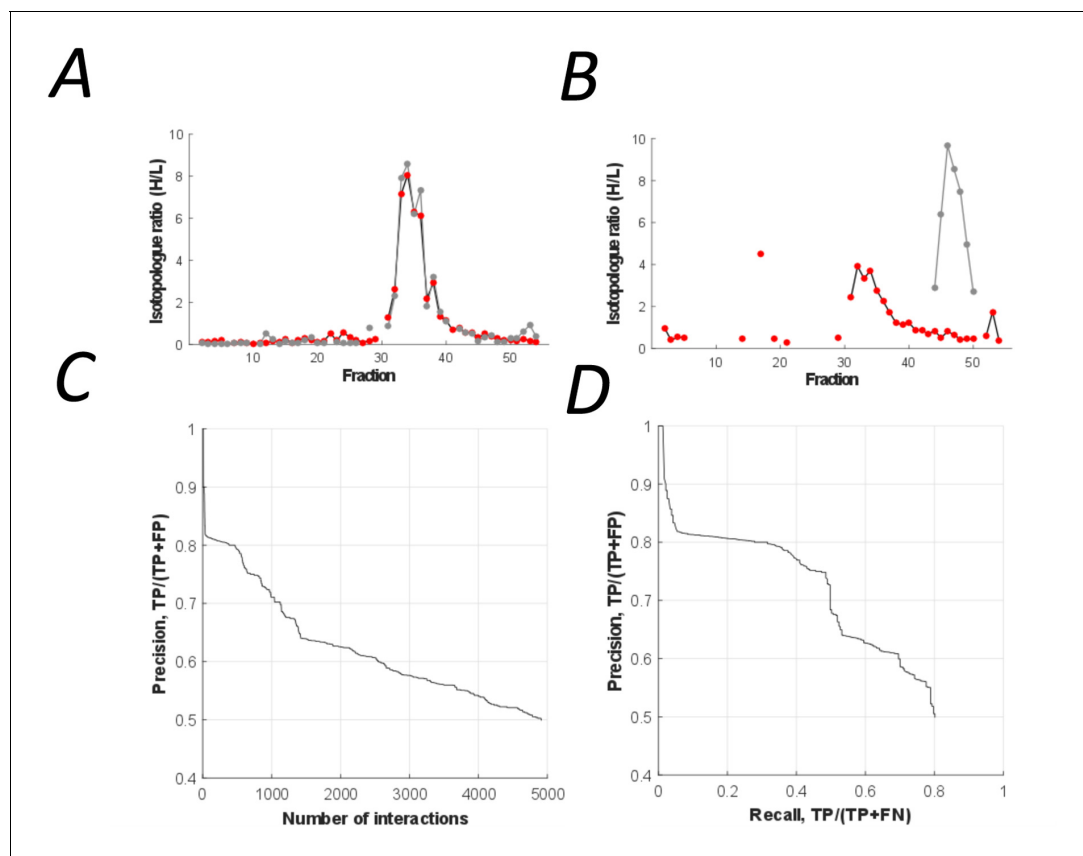 A
B
10
8
6
4
2
0
Isotopologue ratio (H/L)
10 20 30 40 50
Fraction
10
8
6
4
2
0
Isotopologue ratio (H/L)
10 20 30 40 50
Fraction
C
D
1
0.9
0.8
0.7
0.6
0.5
0.4
Precision, TP/(TP+FP)
0 1000 2000 3000 4000 5000
Number of interactions
1
0.9
0.8
0.7
0.6
0.5
0.4
Precision, TP/(TP+FP)
0 0.2 0.4 0.6 0.8 1
Recall, TP/(TP+FN)